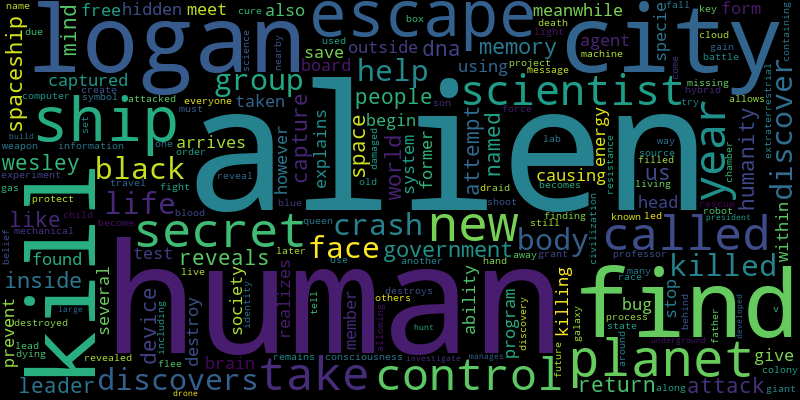 name
free
hidden
meet
escape
box
meanwhile
key
form
city
due
logan
mind
cure
used
death
fall
also
outside
dna
light
speci
cloud
containing
science
nearby
memory
agent
gain
battle
save
spaceship
captured
board
using
project
message
machine
come
group
help
create
computer
symbol
attacked
capture
people
scientist
son
missing
hybrid
try
extraterrestrial
discover
ship
taken
everyone
must
begin
attempt
named
force
energy
year
allows
weapon
set
build
information
one
order
arrives
however
explains
space
system
former
lab
resistance
way
source
filled
chamber
wesley
experiment
black
alien
world
causing
us
humanity
gas
travel
damaged
old
becomes
living
head
rescue
protect
fight
reveal
life
blue
blood
queen
shoot
draid
finding
known
led
robot
president
like
child
become
mechanical
secret
crash
new
body
still
civilization
called
within
belief
kill
found
test
reveals
face
government
later
another
hand
away
grant
professor
many
killed
inside
several
device
including
live
society
identity
human
realizes
use
tell
destroys
ability
program
discovery
killing
race
bug
process
state
stop
behind
find
v
prevent
destroyed
large
destroy
member
others
allowing
galaxy
future
around
father
developed
underground
planet
give
lead
dying
revealed
flee
brain
remains
consciousness
hunt
investigate
manages
leader
discovers
drone
take
control
return
along
attack
colony
giant